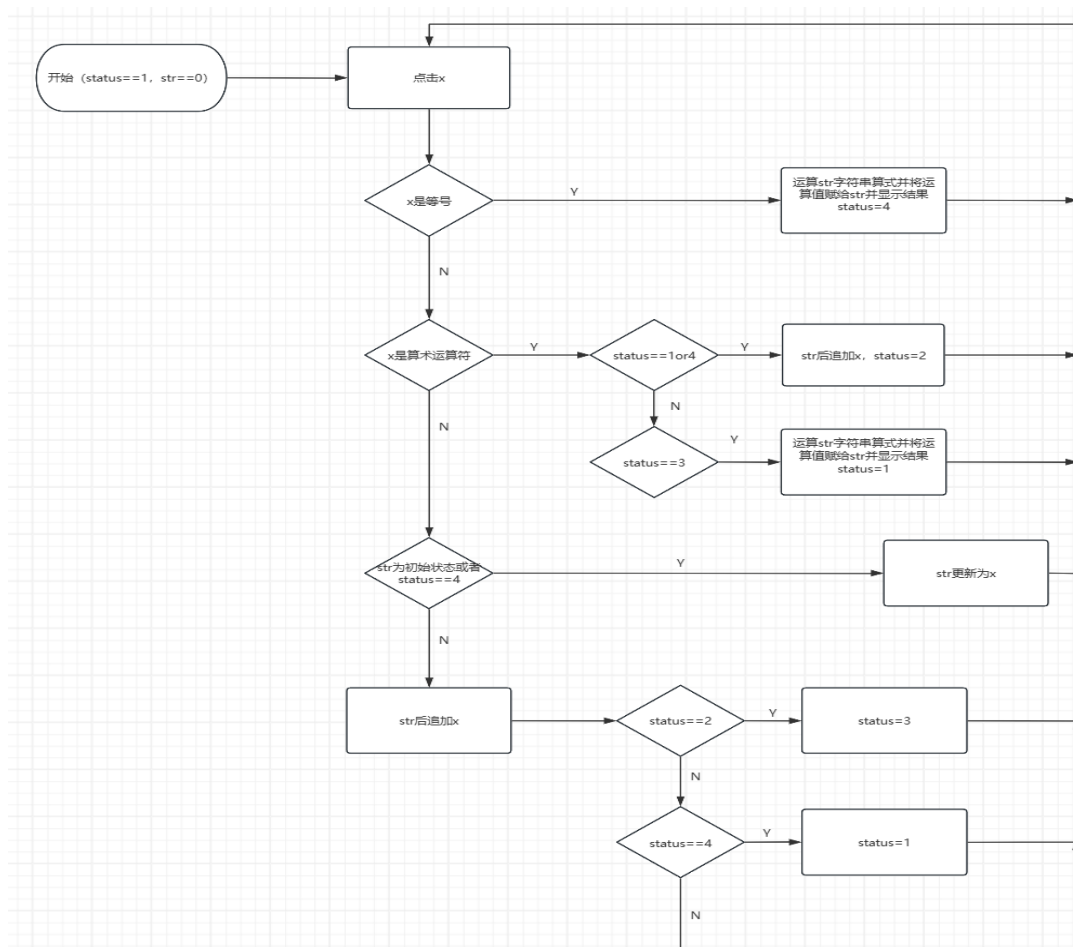 开始（status==1，str==0）
点击x
x是等号
Y
运算str字符串算式并将运
算值赋给str并显示结果
status=4
N
x是算术运算符
Y
status==1or4
Y
str后追加x，status=2
N
N
status==3
Y
运算str字符串算式并将运
算值赋给str并显示结果
status=1
str为初始状态或者
status==4
Y
str更新为x
N
str后追加x
status==2
Y
status=3
N
status==4
Y
status=1
N